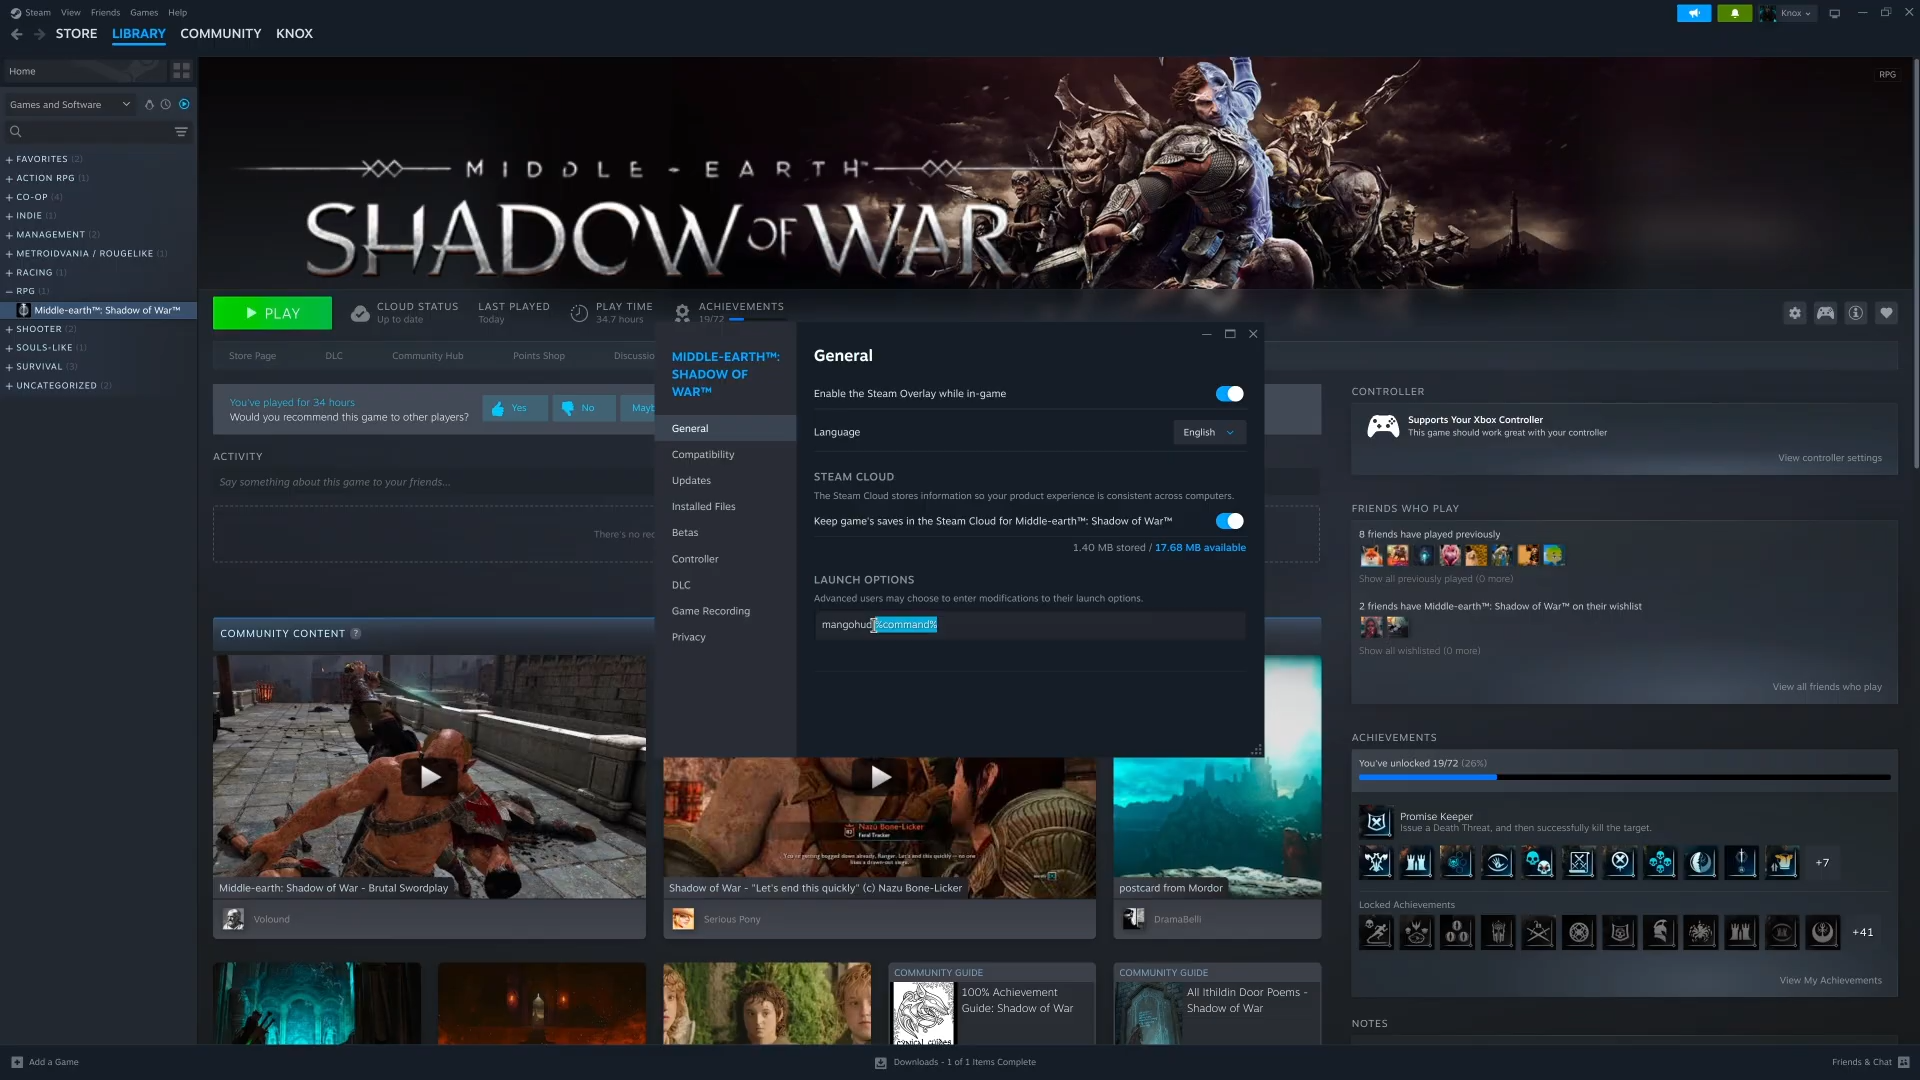 Steam View Friends Games Help
Knox
STORE LIBRARY COMMUNITY KNOX
Home
Games and Software
+ FAVORITES (2)
+ ACTION RPG (1)
+ CO-OP (4)
+ INDIE (1)
+ MANAGEMENT (2)
+ METROIDVANIA / ROUGELIKE (1)
+ RACING (1)
− RPG (1)
Middle-earth™: Shadow of War™
+ SHOOTER (2)
+ SOULS-LIKE (1)
+ SURVIVAL (3)
+ UNCATEGORIZED (2)
RPG
MIDDLE-EARTH™
SHADOW OF WAR
PLAY
CLOUD STATUS
Up to date
LAST PLAYED
Today
PLAY TIME
34.7 hours
ACHIEVEMENTS
19/72
Store Page DLC Community Hub Points Shop Discussio
You've played for 34 hours
Would you recommend this game to other players?
Yes No Mayb
ACTIVITY
Say something about this game to your friends...
There's no rec
COMMUNITY CONTENT ?
Middle-earth: Shadow of War - Brutal Swordplay
Volound
Nazú Bone-Licker
Feral Tracker
Shadow of War - "Let's end this quickly" (c) Nazu Bone-Licker
Serious Pony
postcard from Mordor
DramaBelli
COMMUNITY GUIDE
100% Achievement
Guide: Shadow of War
COMMUNITY GUIDE
All Ithildin Door Poems -
Shadow of War
MIDDLE-EARTH™:
SHADOW OF
WAR™
General
Compatibility
Updates
Installed Files
Betas
Controller
DLC
Game Recording
Privacy
General
Enable the Steam Overlay while in-game
Language
English
STEAM CLOUD
The Steam Cloud stores information so your product experience is consistent across computers.
Keep game's saves in the Steam Cloud for Middle-earth™: Shadow of War™
1.40 MB stored / 17.68 MB available
LAUNCH OPTIONS
Advanced users may choose to enter modifications to their launch options.
mangohud %command%
CONTROLLER
Supports Your Xbox Controller
This game should work great with your controller
View controller settings
FRIENDS WHO PLAY
8 friends have played previously
Show all previously played (0 more)
2 friends have Middle-earth™: Shadow of War™ on their wishlist
Show all wishlisted (0 more)
View all friends who play
ACHIEVEMENTS
You've unlocked 19/72 (26%)
Promise Keeper
Issue a Death Threat, and then successfully kill the target.
+7
Locked Achievements
+41
View My Achievements
NOTES
Add a Game
Downloads - 1 of 1 Items Complete
Friends & Chat